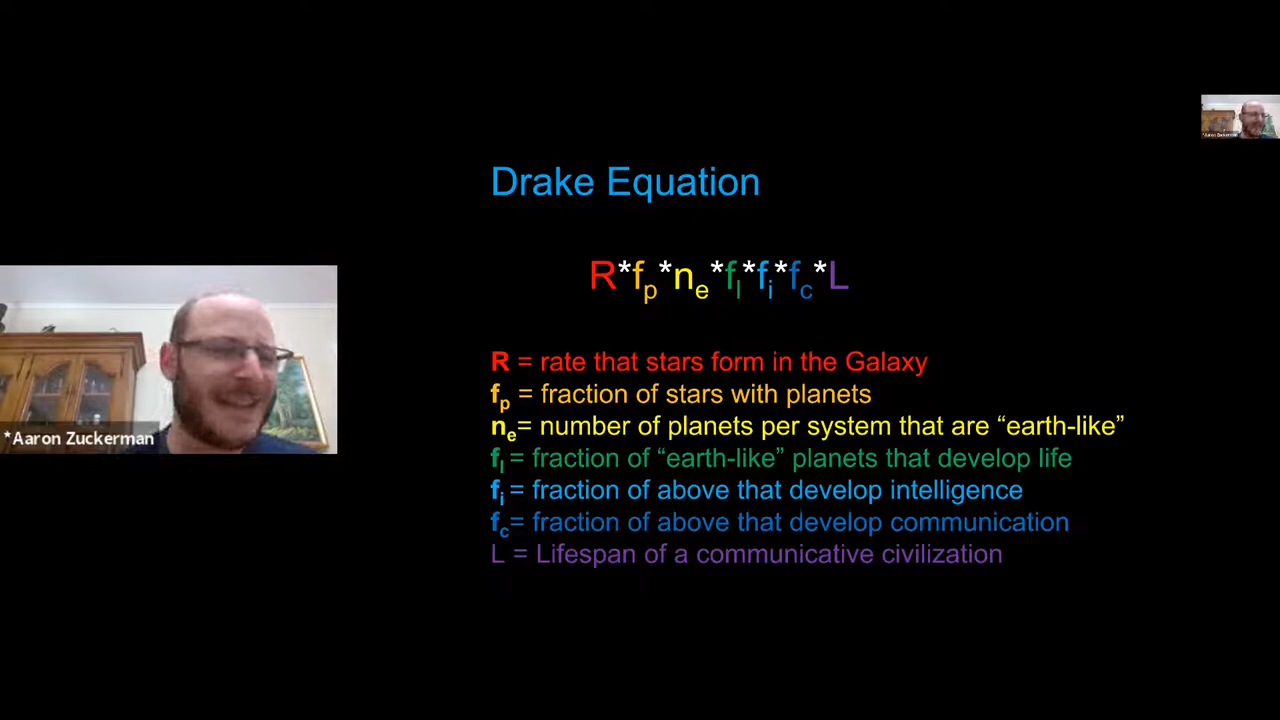 Drake Equation
R*fp*ne*fl*fi*fc*L
R = rate that stars form in the Galaxy
fp = fraction of stars with planets
ne= number of planets per system that are “earth-like”
fl = fraction of “earth-like” planets that develop life
fi = fraction of above that develop intelligence
fc= fraction of above that develop communication
L = Lifespan of a communicative civilization
*Aaron Zuckerman
*Aaron Zuckerman